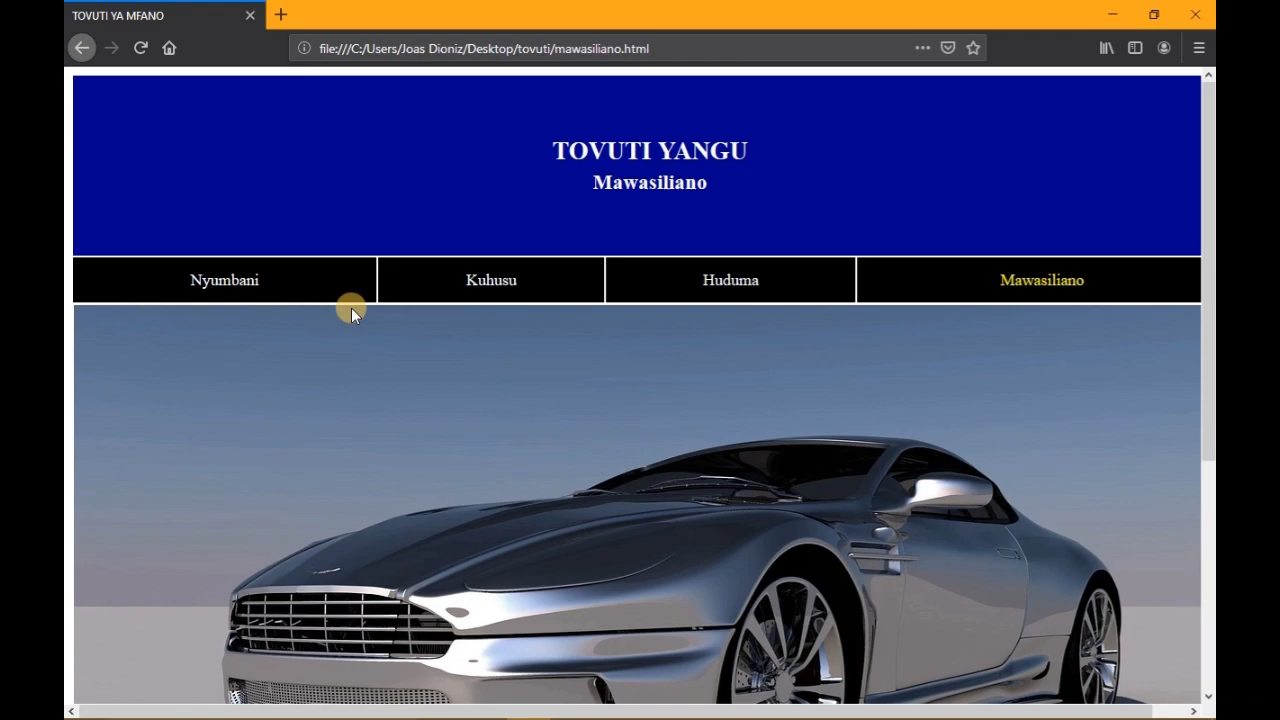 TOVUTI YA MFANO
file:///C:/Users/Joas Dioniz/Desktop/tovuti/mawasiliano.html
TOVUTI YANGU
Mawasiliano
Nyumbani Kuhusu Huduma Mawasiliano